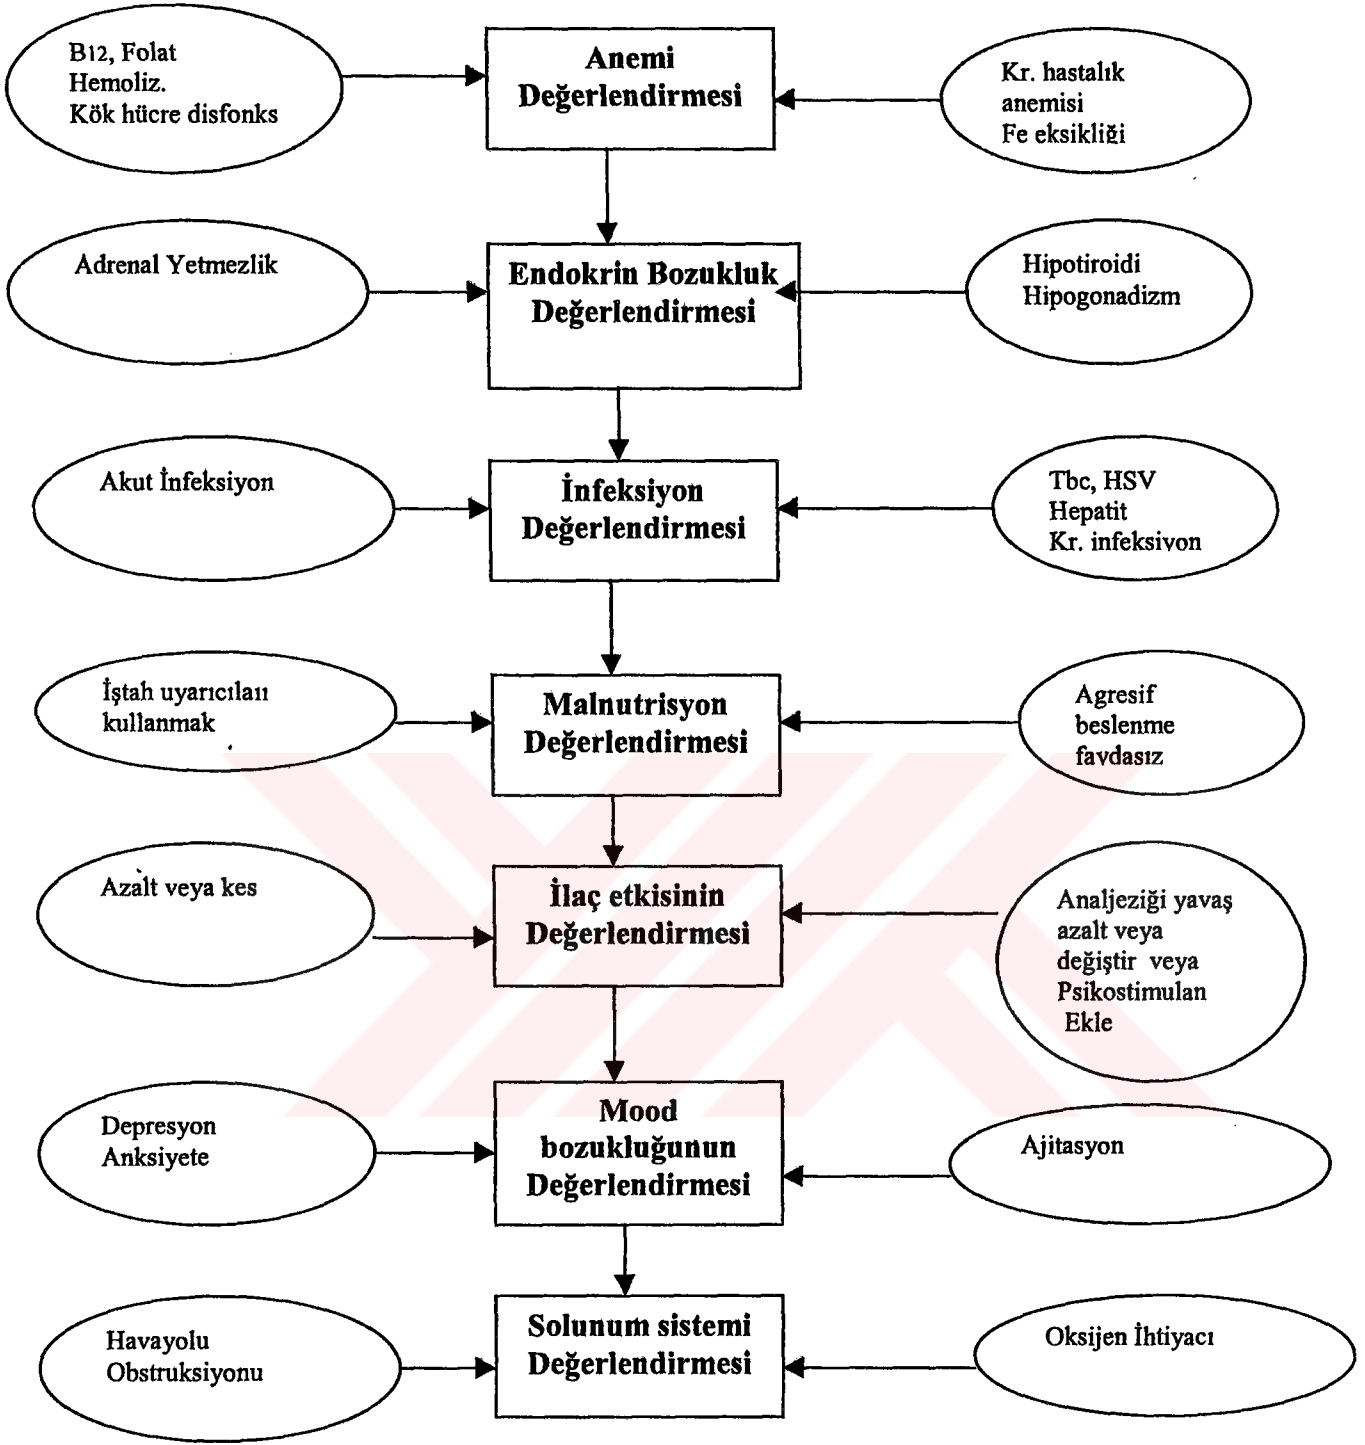 B12, Folat
Hemoliz.
Kök hücre disfonks
Anemi
Değerlendirmesi
Kr. hastalık
anemisi
Fe eksikliği
Adrenal Yetmezlik
Endokrin Bozukluk
Değerlendirmesi
Hipotiroidi
Hipogonadizm
Akut İnfeksiyon
İnfeksiyon
Değerlendirmesi
Tbc, HSV
Hepatit
Kr. infeksiyon
İştah uyarıcıları
kullanmak
Malnutrisyon
Değerlendirmesi
Agresif
beslenme
faydasız
Azalt veya kes
İlaç etkisinin
Değerlendirmesi
Analjeziği yavaş
azalt veya
değiştir veya
Psikostimulan
Ekle
Depresyon
Anksiyete
Mood
bozukluğunun
Değerlendirmesi
Ajitasyon
Havayolu
Obstruksiyonu
Solunum sistemi
Değerlendirmesi
Oksijen İhtiyacı